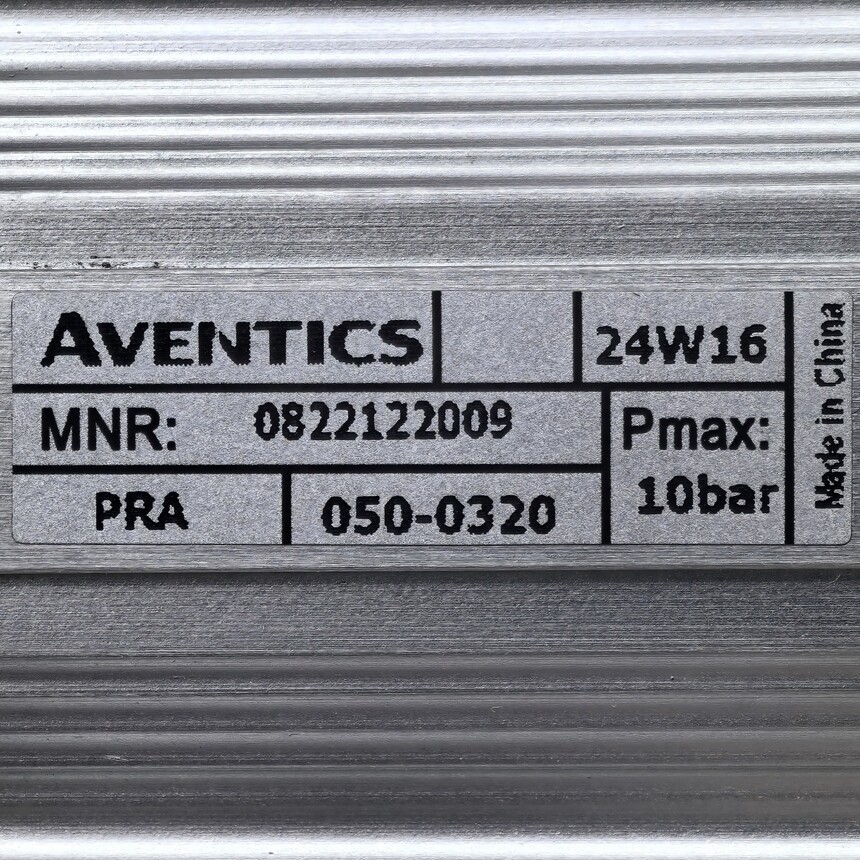 AVENTICS
24W16
MNR: 0822122009
Pmax:
10bar
PRA
050-0320
Made in China